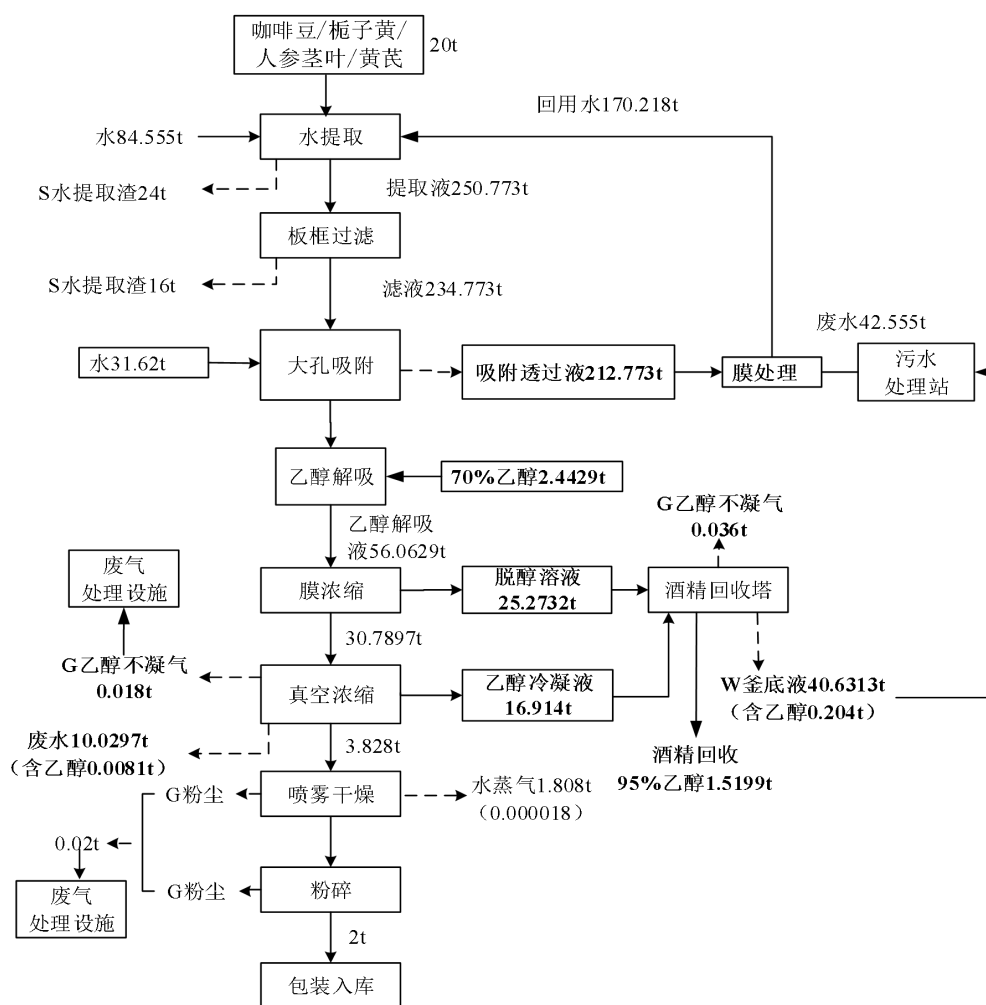 咖啡豆/栀子黄/
人参茎叶/黄芪
20t
回用水170.218t
水84.555t
水提取
S水提取渣24t
提取液250.773t
板框过滤
S水提取渣16t
滤液234.773t
废水42.555t
水31.62t
大孔吸附
吸附透过液212.773t
膜处理
污水
处理站
乙醇解吸
70%乙醇2.4429t
G乙醇不凝气
0.036t
乙醇解吸
液56.0629t
废气
处理设施
膜浓缩
脱醇溶液
25.2732t
酒精回收塔
30.7897t
G乙醇不凝气
0.018t
真空浓缩
乙醇冷凝液
16.914t
W釜底液40.6313t
（含乙醇0.204t）
废水10.0297t
（含乙醇0.0081t）
3.828t
酒精回收
95%乙醇1.5199t
G粉尘
喷雾干燥
水蒸气1.808t
（0.000018）
0.02t
废气
处理设施
G粉尘
粉碎
2t
包装入库